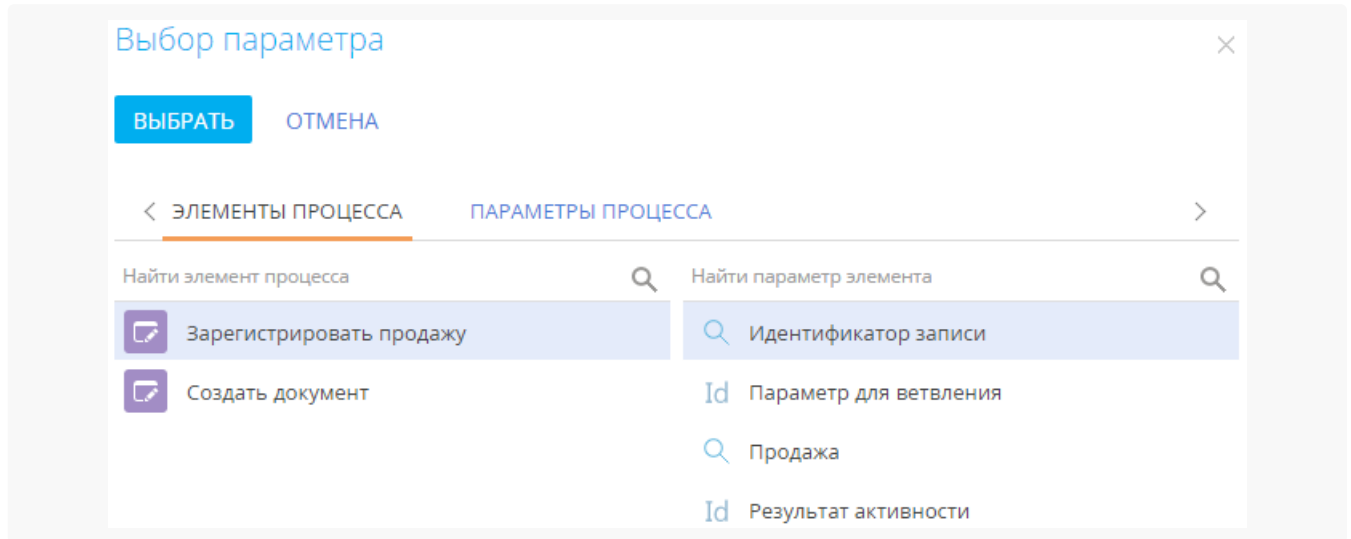 Выбор параметра
ВЫБРАТЬ ОТМЕНА
ЭЛЕМЕНТЫ ПРОЦЕССА ПАРАМЕТРЫ ПРОЦЕССА
Найти элемент процесса Найти параметр элемента
Зарегистрировать продажу Идентификатор записи
Создать документ Id Параметр для ветвления
Продажа
Id Результат активности